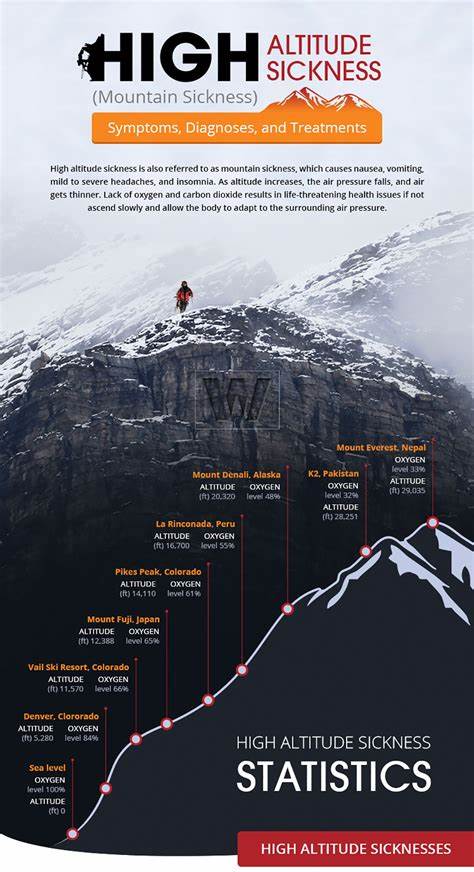 HIGH ALTITUDE
SICKNESS
(Mountain Sickness)
Symptoms, Diagnoses, and Treatments
High altitude sickness is also referred to as mountain sickness, which causes nausea, vomiting,
mild to severe headaches, and insomnia. As altitude increases, the air pressure falls, and air
gets thinner. Lack of oxygen and carbon dioxide results in life-threatening health issues if not
ascend slowly and allow the body to adapt to the surrounding air pressure.
W
Mount Everest, Nepal
OXYGEN
level 33%
ALTITUDE
(ft) 29,035
K2, Pakistan
OXYGEN
level 32%
ALTITUDE
(ft) 28,251
Mount Denali, Alaska
ALTITUDE OXYGEN
(ft) 20,320 level 48%
La Rinconada, Peru
ALTITUDE OXYGEN
(ft) 16,700 level 55%
Pikes Peak, Colorado
ALTITUDE OXYGEN
(ft) 14,110 level 61%
Mount Fuji, Japan
ALTITUDE OXYGEN
(ft) 12,388 level 65%
Vail Ski Resort, Colorado
ALTITUDE OXYGEN
(ft) 11,570 level 66%
Denver, Clororado
ALTITUDE OXYGEN
(ft) 5,280 level 84%
Sea level
OXYGEN
level 100%
ALTITUDE
(ft) 0
HIGH ALTITUDE SICKNESS
STATISTICS
HIGH ALTITUDE SICKNESSES